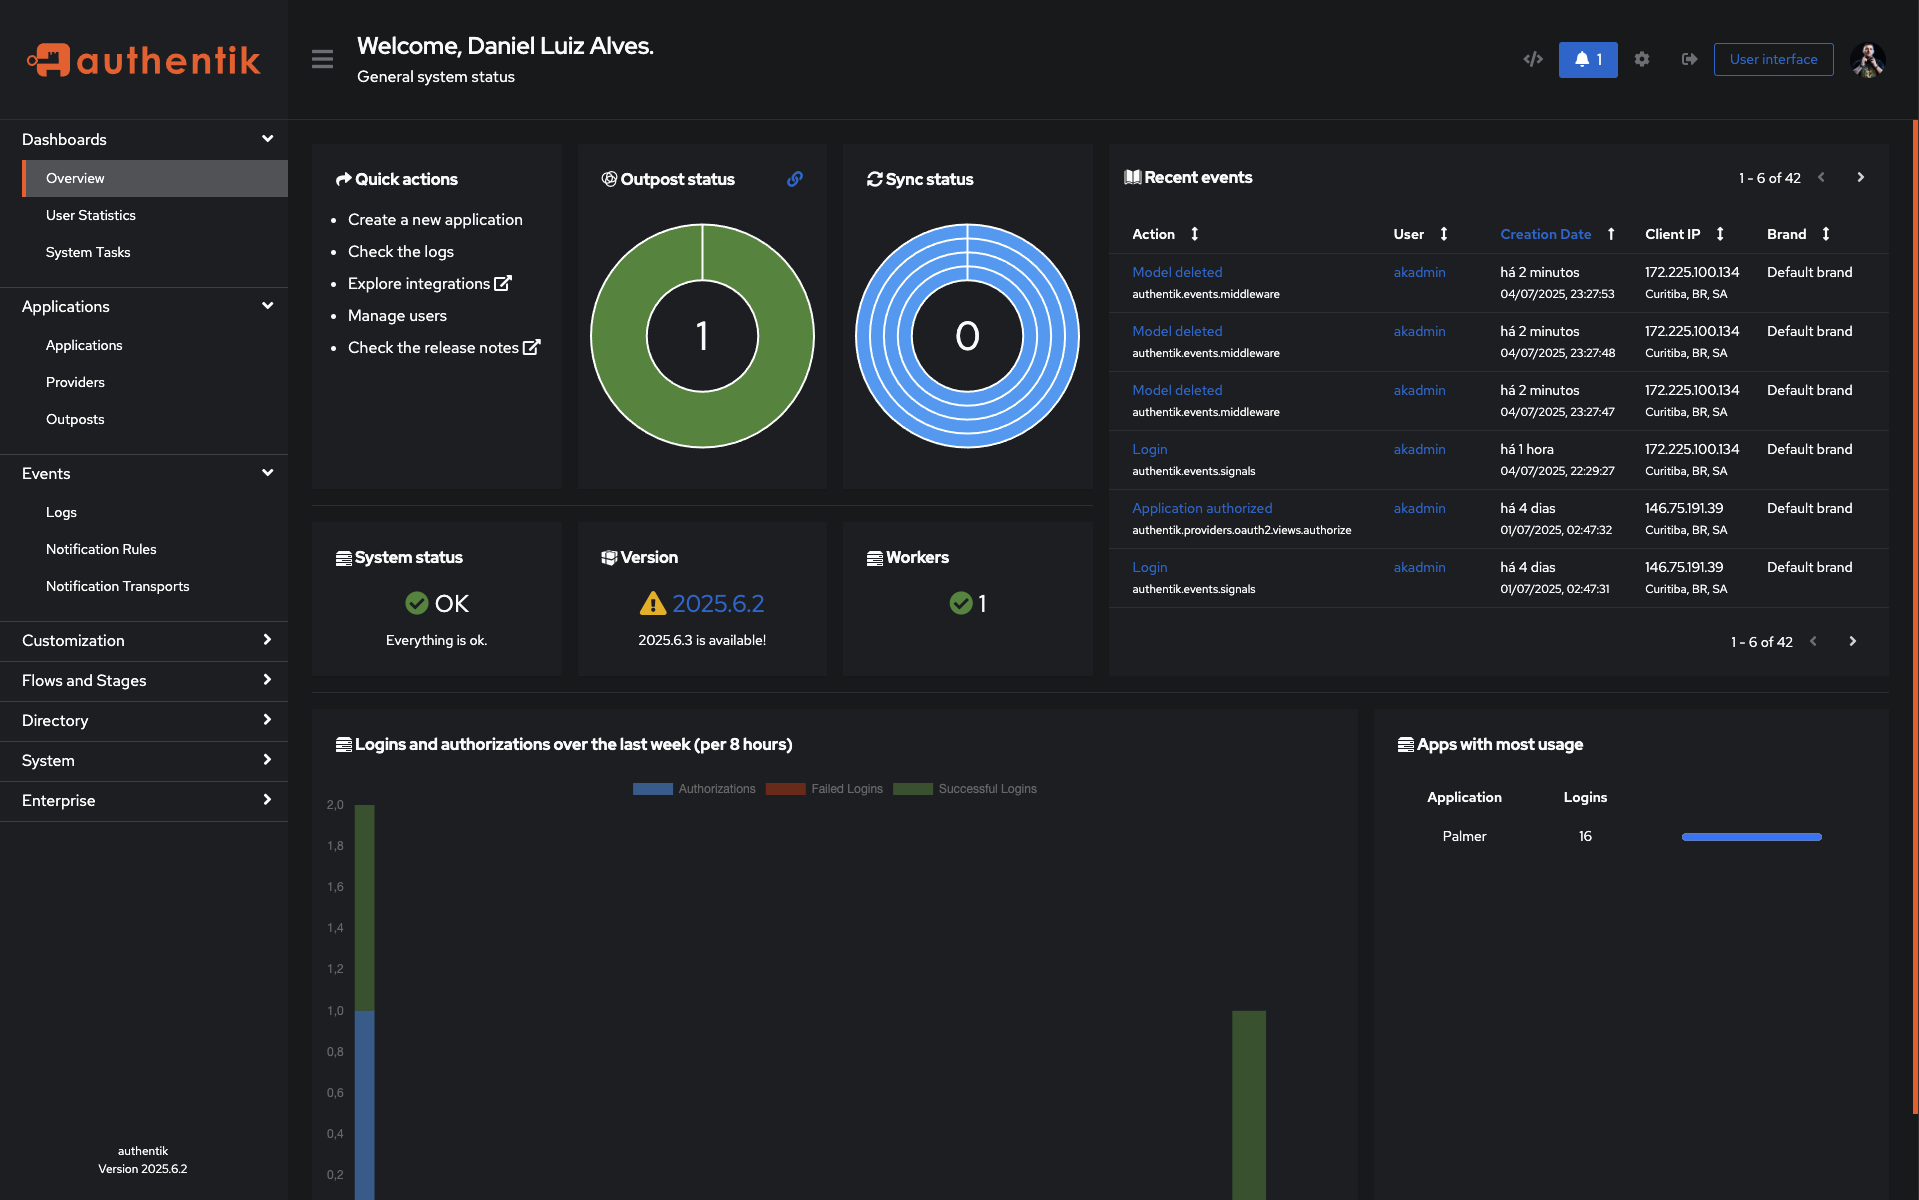 authentik
Welcome, Daniel Luiz Alves.
General system status
1
User interface
Dashboards
Overview
User Statistics
System Tasks
Applications
Applications
Providers
Outposts
Events
Logs
Notification Rules
Notification Transports
Customization
Flows and Stages
Directory
System
Enterprise
authentik
Version 2025.6.2
Quick actions
Create a new application
Check the logs
Explore integrations
Manage users
Check the release notes
Outpost status
1
Sync status
0
Recent events
1 - 6 of 42
Action User Creation Date Client IP Brand
Model deleted akadmin há 2 minutos 172.225.100.134 Default brand
authentik.events.middleware 04/07/2025, 23:27:53 Curitiba, BR, SA
Model deleted akadmin há 2 minutos 172.225.100.134 Default brand
authentik.events.middleware 04/07/2025, 23:27:48 Curitiba, BR, SA
Model deleted akadmin há 2 minutos 172.225.100.134 Default brand
authentik.events.middleware 04/07/2025, 23:27:47 Curitiba, BR, SA
Login akadmin há 1 hora 172.225.100.134 Default brand
authentik.events.signals 04/07/2025, 22:29:27 Curitiba, BR, SA
Application authorized akadmin há 4 dias 146.75.191.39 Default brand
authentik.providers.oauth2.views.authorize 01/07/2025, 02:47:32 Curitiba, BR, SA
Login akadmin há 4 dias 146.75.191.39 Default brand
authentik.events.signals 01/07/2025, 02:47:31 Curitiba, BR, SA
1 - 6 of 42
System status
OK
Everything is ok.
Version
2025.6.2
2025.6.3 is available!
Workers
1
Logins and authorizations over the last week (per 8 hours)
Authorizations Failed Logins Successful Logins
2,0
1,8
1,6
1,4
1,2
1,0
0,8
0,6
0,4
0,2
Apps with most usage
Application Logins
Palmer 16